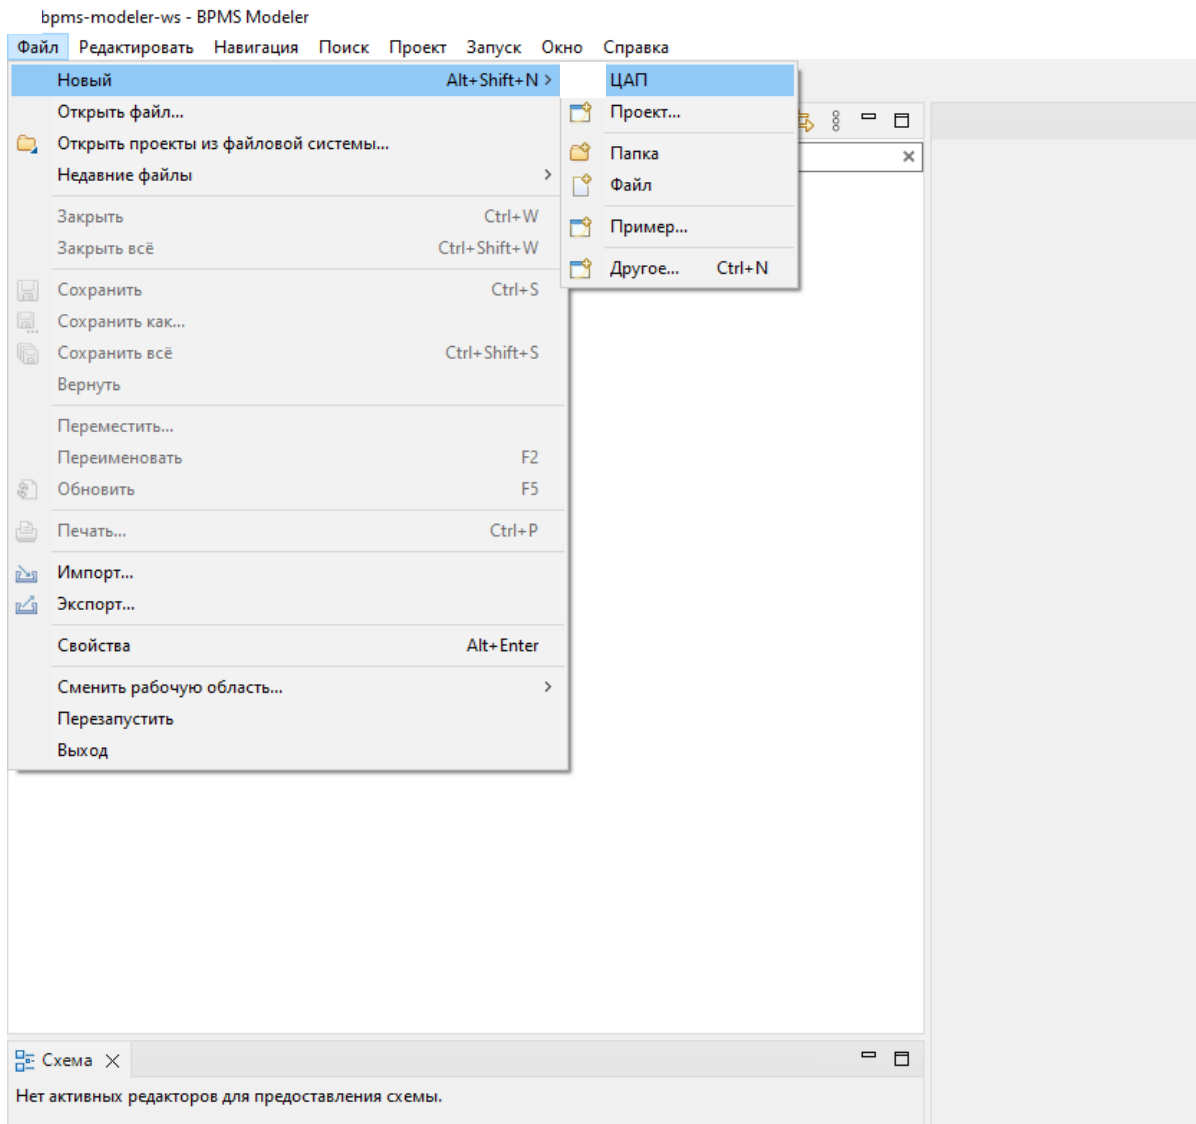 bpms-modeler-ws - BPMS Modeler
Файл Редактировать Навигация Поиск Проект Запуск Окно Справка
Новый Alt+Shift+N >
ЦАП
Открыть файл...
Проект...
Открыть проекты из файловой системы...
Папка
Недавние файлы >
Файл
Закрыть Ctrl+W
Пример...
Закрыть всё Ctrl+Shift+W
Другое... Ctrl+N
Сохранить Ctrl+S
Сохранить как...
Сохранить всё Ctrl+Shift+S
Вернуть
Переместить...
Переименовать F2
Обновить F5
Печать... Ctrl+P
Импорт...
Экспорт...
Свойства Alt+Enter
Сменить рабочую область... >
Перезапустить
Выход
Схема
Нет активных редакторов для предоставления схемы.